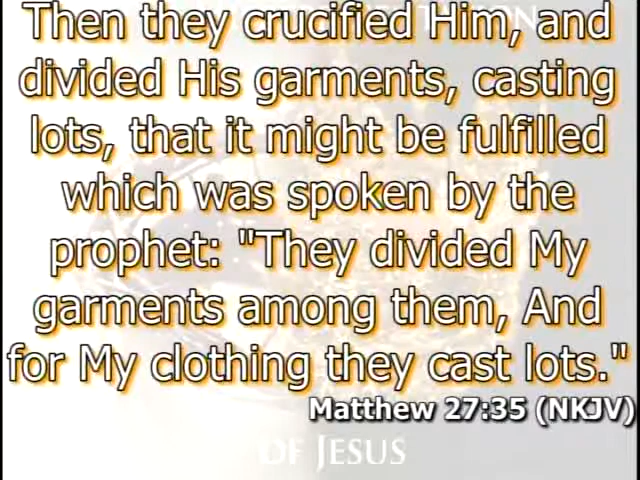 Then they crucified Him, and
divided His garments, casting
lots, that it might be fulfilled
which was spoken by the
prophet: "They divided My
garments among them, And
for My clothing they cast lots."
Matthew 27:35 (NKJV)
OF JESUS